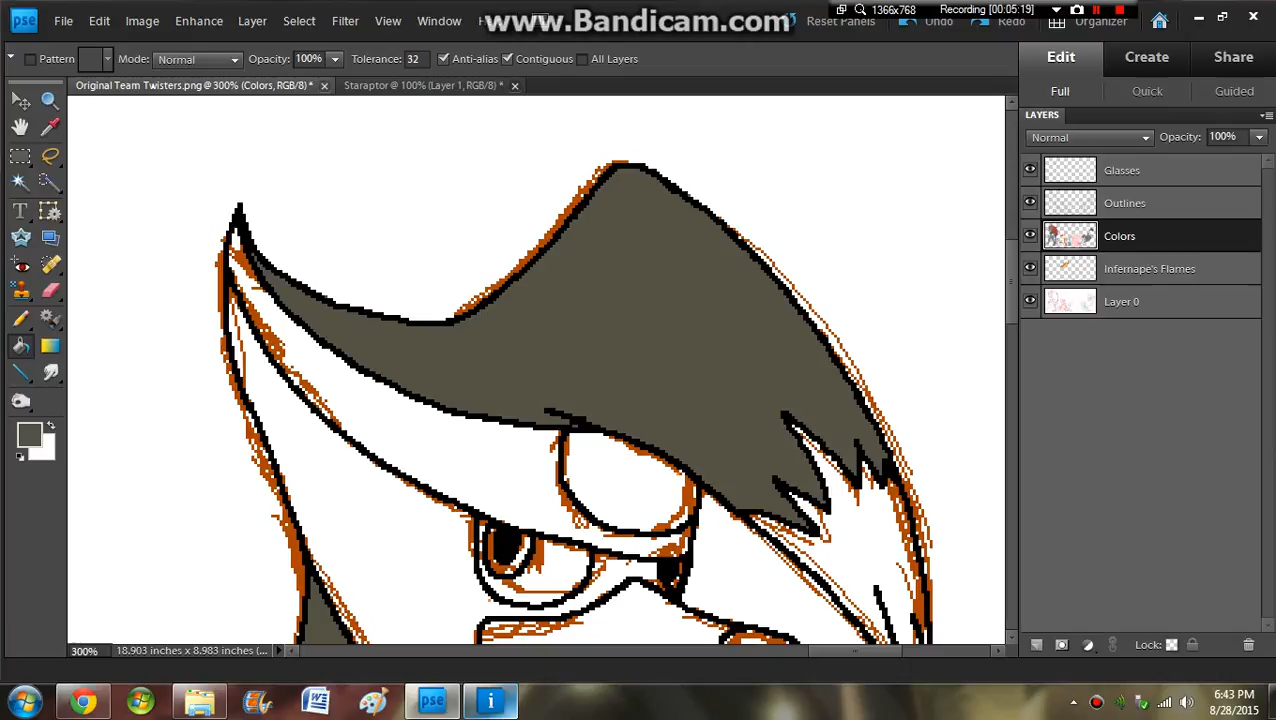 pse File Edit Image Enhance Layer Select Filter View Window www.Bandicam.com 1366x768 Recording [00:05:19] Reset Panels Undo Redo Organizer
Pattern Mode: Normal Opacity: 100% Tolerance: 32 Anti-alias Contiguous All Layers
Edit Create Share
Original Team Twisters.png @ 300% (Colors, RGB/8) * Staraptor @ 100% (Layer 1, RGB/8) *
Full Quick Guided
LAYERS
Normal Opacity: 100%
Glasses
Outlines
Colors
Infernape's Flames
Layer 0
T
300% 18.903 inches x 8.983 inches (... Lock:
W pse i
6:43 PM
8/28/2015